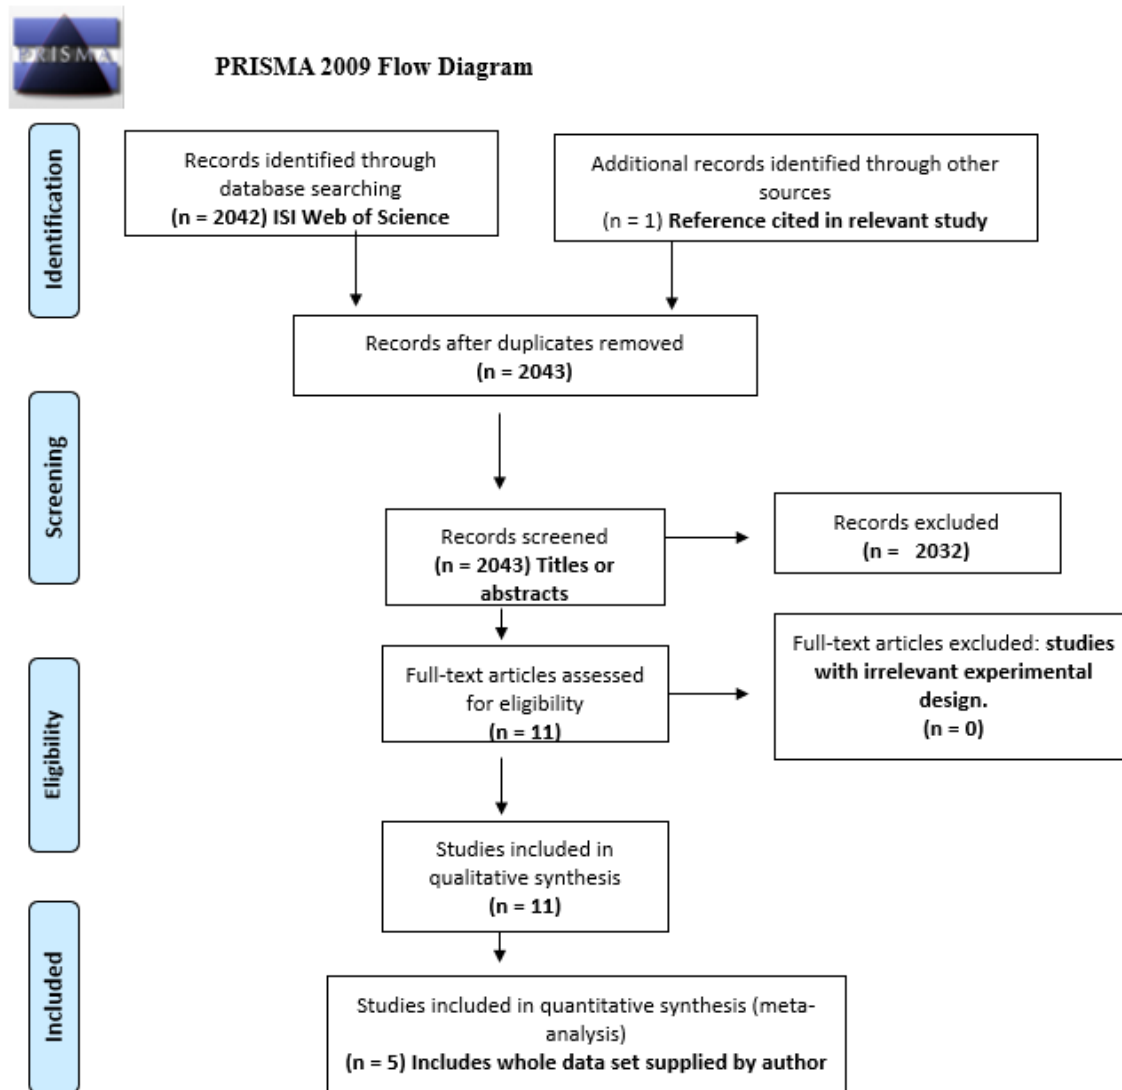 PRISMA
PRISMA 2009 Flow Diagram
Identification
Records identified through
database searching
(n = 2042) ISI Web of Science
Additional records identified through other
sources
(n = 1) Reference cited in relevant study
Records after duplicates removed
(n = 2043)
Screening
Records screened
(n = 2043) Titles or
abstracts
Records excluded
(n =   2032)
Eligibility
Full-text articles assessed
for eligibility
(n = 11)
Full-text articles excluded: studies
with irrelevant experimental
design.
(n = 0)
Studies included in
qualitative synthesis
(n = 11)
Included
Studies included in quantitative synthesis (meta-
analysis)
(n = 5) Includes whole data set supplied by author